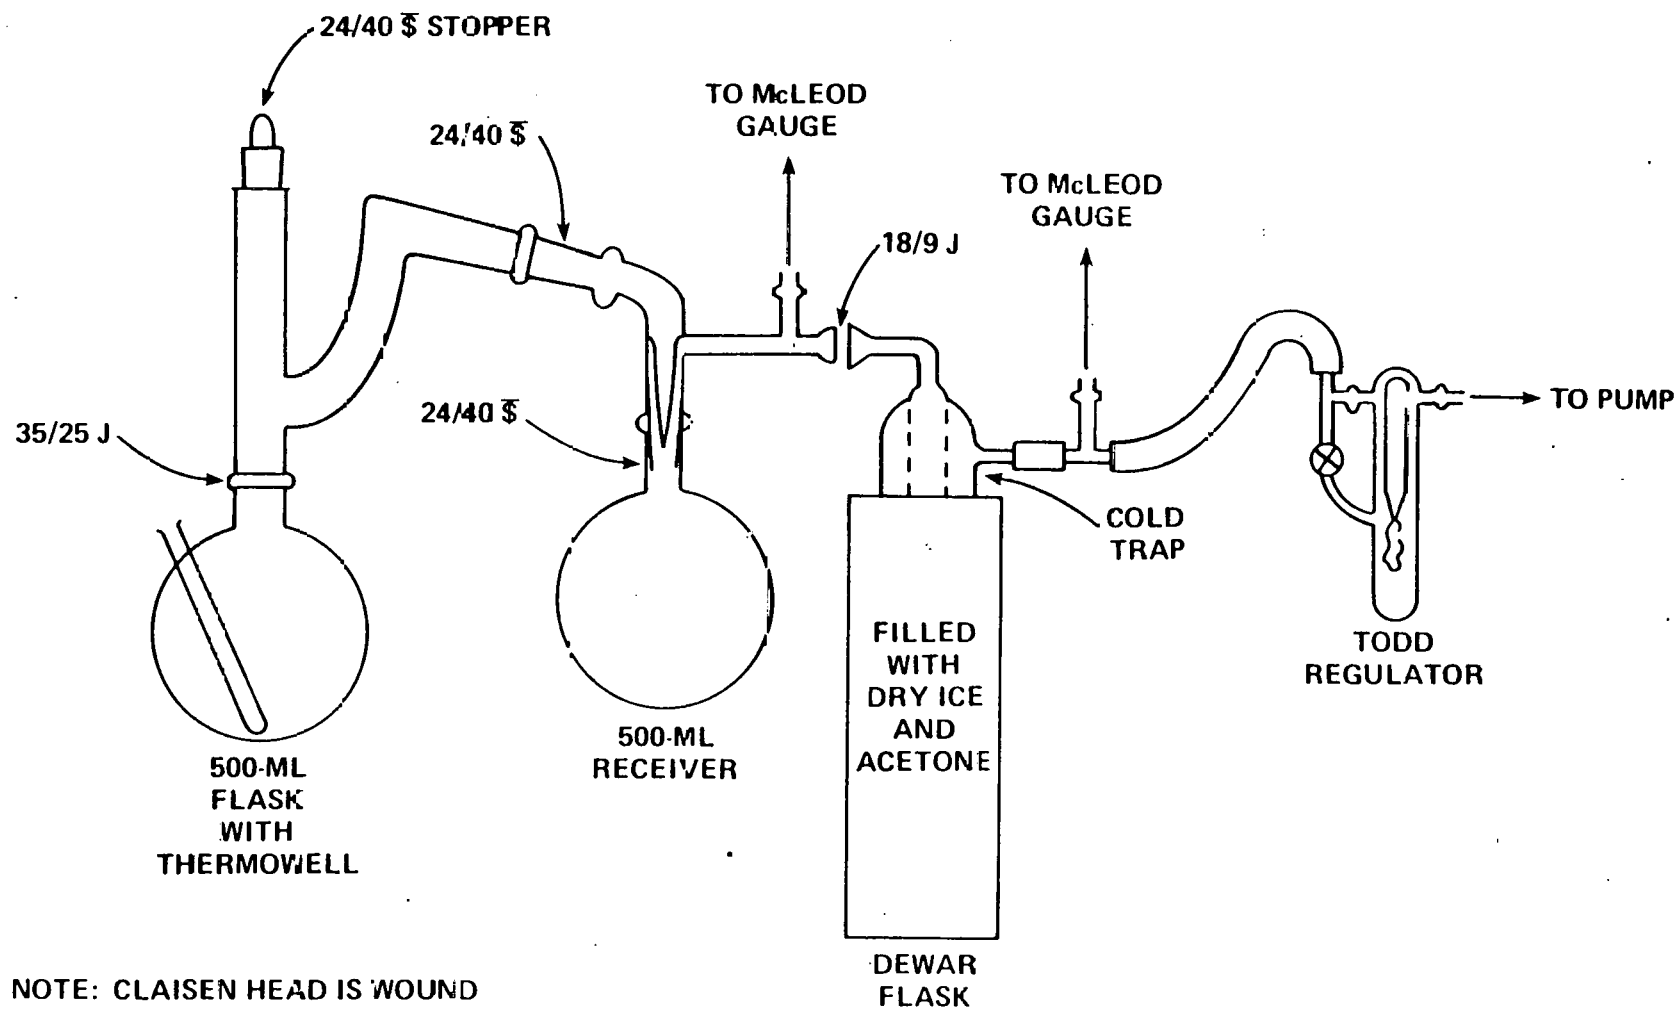 24/40 $ STOPPER
24/40 $
TO McLEOD
GAUGE
TO McLEOD
GAUGE
18/9 J
24/40 $
35/25 J
TO PUMP
COLD
TRAP
TODD
REGULATOR
FILLED
WITH
DRY ICE
AND
ACETONE
500-ML
RECEIVER
500-ML
FLASK
WITH
THERMOWELL
DEWAR
FLASK
NOTE: CLAISEN HEAD IS WOUND